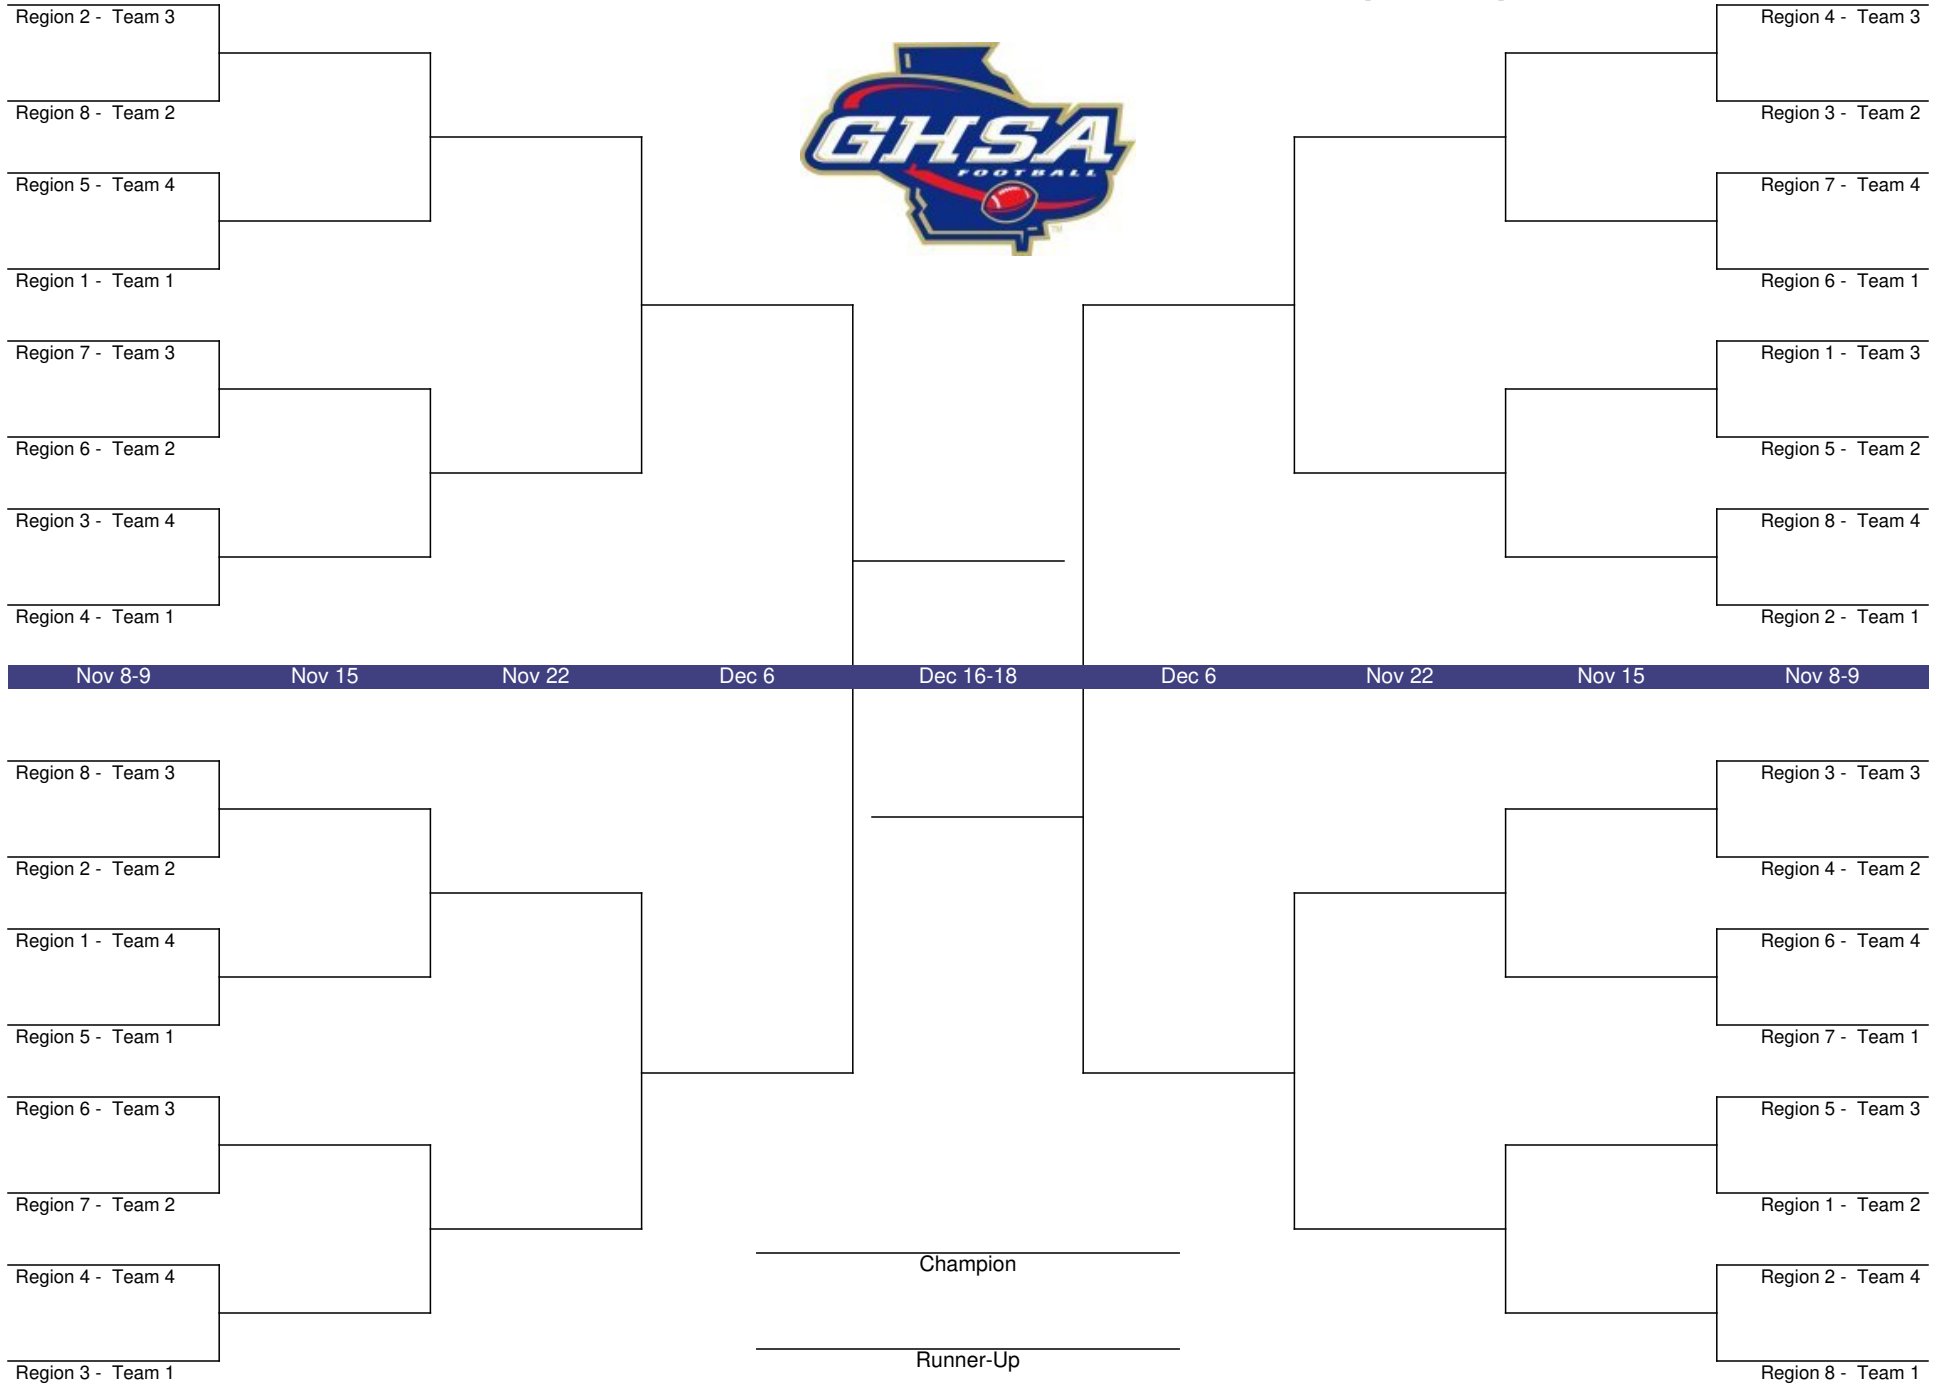 Region 2 - Team 3
Region 8 - Team 2
Region 5 - Team 4
Region 1 - Team 1
Region 7 - Team 3
Region 6 - Team 2
Region 3 - Team 4
Region 4 - Team 1
GHSA
FOOTBALL
TM
Region 4 - Team 3
Region 3 - Team 2
Region 7 - Team 4
Region 6 - Team 1
Region 1 - Team 3
Region 5 - Team 2
Region 8 - Team 4
Region 2 - Team 1
Nov 8-9 Nov 15 Nov 22 Dec 6 Dec 16-18 Dec 6 Nov 22 Nov 15 Nov 8-9
Region 8 - Team 3
Region 2 - Team 2
Region 1 - Team 4
Region 5 - Team 1
Region 6 - Team 3
Region 7 - Team 2
Region 4 - Team 4
Region 3 - Team 1
Champion
Runner-Up
Region 3 - Team 3
Region 4 - Team 2
Region 6 - Team 4
Region 7 - Team 1
Region 5 - Team 3
Region 1 - Team 2
Region 2 - Team 4
Region 8 - Team 1